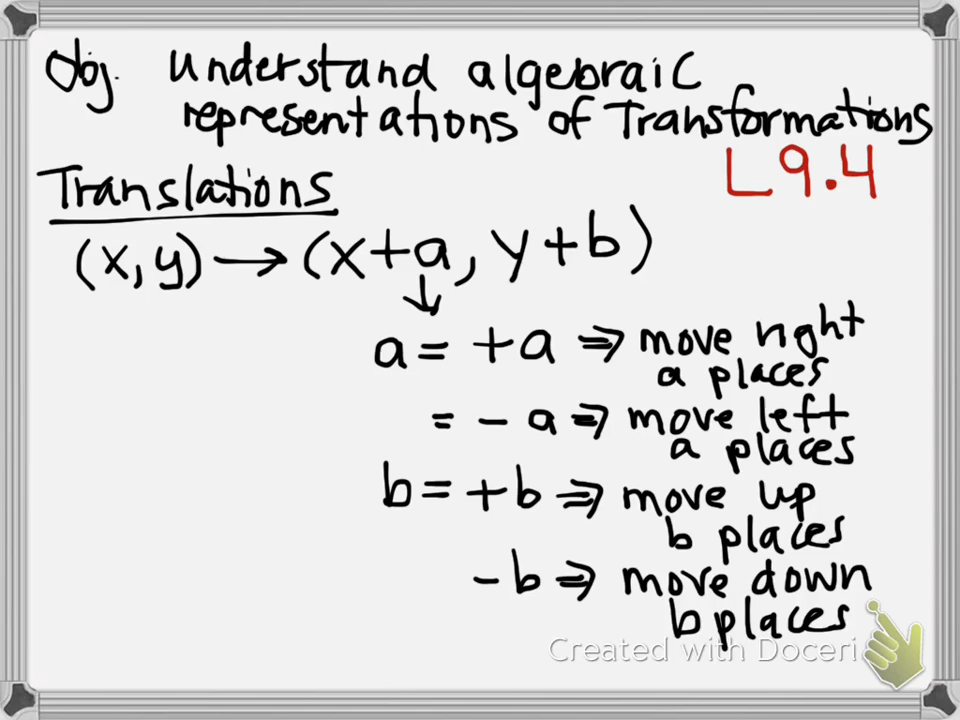 Obj. Understand algebraic
representations of Transformations
L9.4
Translations
(x,y) → (x+a, y+b)
↓
a = +a ⇒ move right
a places
= -a ⇒ move left
a places
b = +b ⇒ move up
b places
-b ⇒ move down
b places
Created with Doceri